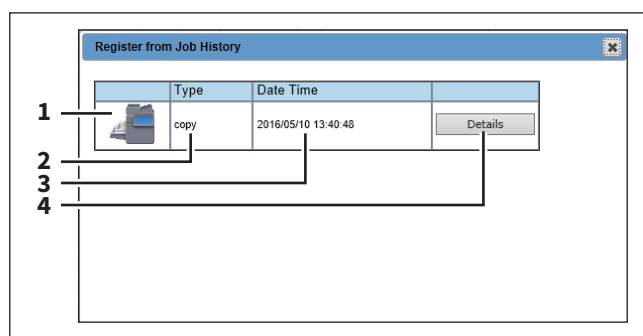 Register from Job History
Type Date Time
1
copy 2016/05/10 13:40:48 Details
2
3
4